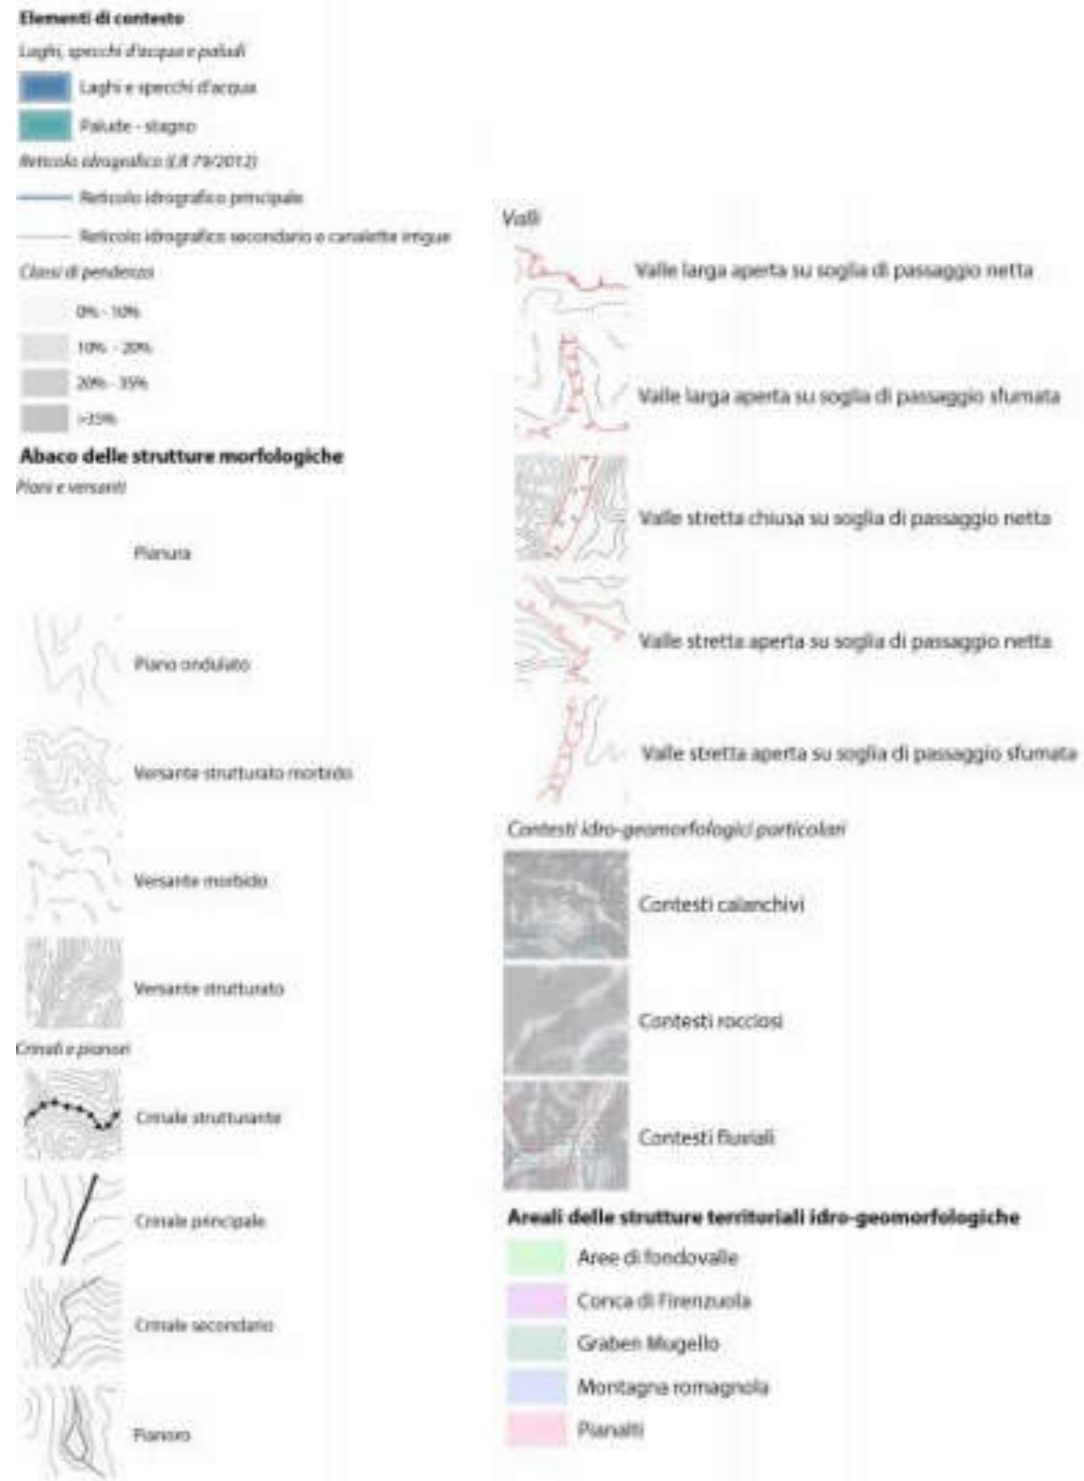 Elementi di contesto
Laghi, specchi d'acqua e paludi
Laghi e specchi d'acqua
Palude - stagno
Reticolo idrografico (LR 79/2012)
Reticolo idrografico principale
Reticolo idrografico secondario o canalette irrigue
Classi di pendenza
0% - 10%
10% - 20%
20% - 35%
>35%
Abaco delle strutture morfologiche
Piani e versanti
Pianura
Piano ondulato
Versante strutturato morbido
Versante morbido
Versante strutturato
Crinali e pianori
Crinale strutturante
Crinale principale
Crinale secondario
Pianoro
Valli
Valle larga aperta su soglia di passaggio netta
Valle larga aperta su soglia di passaggio sfumata
Valle stretta chiusa su soglia di passaggio netta
Valle stretta aperta su soglia di passaggio netta
Valle stretta aperta su soglia di passaggio sfumata
Contesti idro-geomorfologici particolari
Contesti calanchivi
Contesti rocciosi
Contesti fluviali
Areali delle strutture territoriali idro-geomorfologiche
Aree di fondovalle
Conca di Firenzuola
Graben Mugello
Montagna romagnola
Pianalti